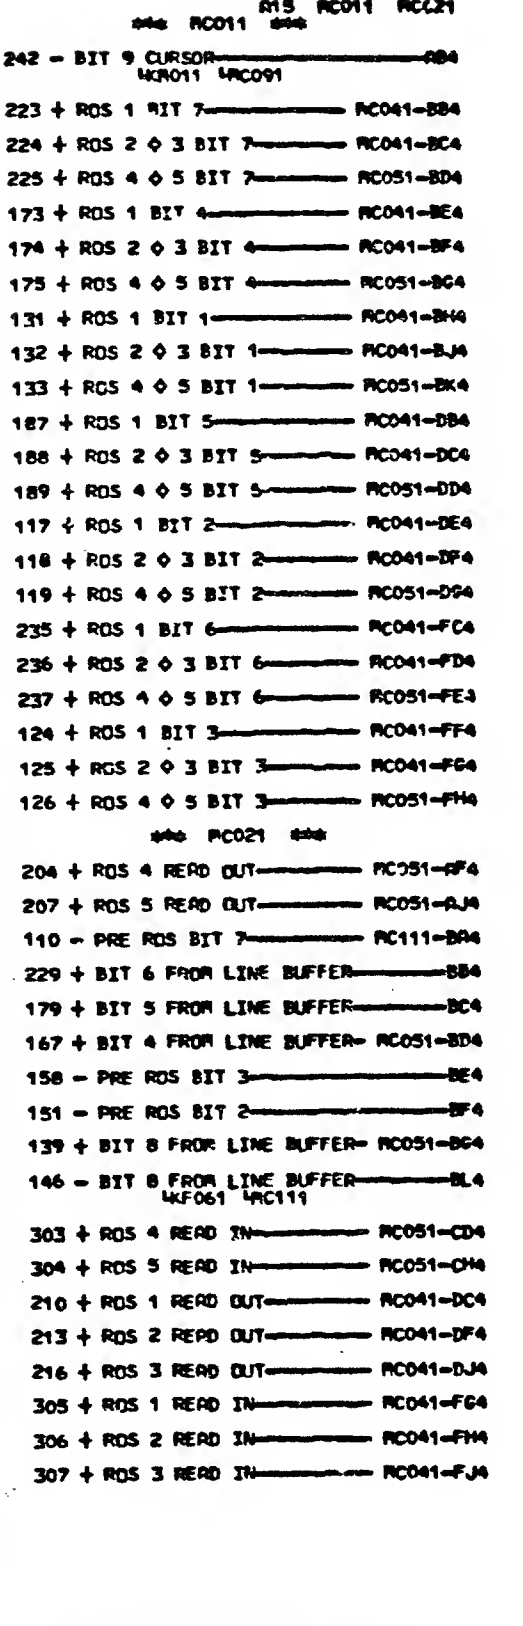 A15 RC011 RC021
*** RC011 ***
242 - BIT 9 CURSOR AB4
4KR011 4RC091
223 + ROS 1 BIT 7 RC041-BB4
224 + ROS 2 ◊ 3 BIT 7 RC041-BC4
225 + ROS 4 ◊ 5 BIT 7 RC051-BD4
173 + ROS 1 BIT 4 RC041-BE4
174 + ROS 2 ◊ 3 BIT 4 RC041-BF4
175 + ROS 4 ◊ 5 BIT 4 RC051-BG4
131 + ROS 1 BIT 1 RC041-BH4
132 + ROS 2 ◊ 3 BIT 1 RC041-BJ4
133 + ROS 4 ◊ 5 BIT 1 RC051-BK4
187 + ROS 1 BIT 5 RC041-DB4
188 + ROS 2 ◊ 3 BIT 5 RC041-DC4
189 + ROS 4 ◊ 5 BIT 5 RC051-DD4
117 + ROS 1 BIT 2 RC041-DE4
118 + ROS 2 ◊ 3 BIT 2 RC041-DF4
119 + ROS 4 ◊ 5 BIT 2 RC051-DG4
235 + ROS 1 BIT 6 RC041-FC4
236 + ROS 2 ◊ 3 BIT 6 RC041-FD4
237 + ROS 4 ◊ 5 BIT 6 RC051-FE4
124 + ROS 1 BIT 3 RC041-FF4
125 + ROS 2 ◊ 3 BIT 3 RC041-FG4
126 + ROS 4 ◊ 5 BIT 3 RC051-FH4
*** RC021 ***
204 + ROS 4 READ OUT RC051-AF4
207 + ROS 5 READ OUT RC051-AJ4
110 - PRE ROS BIT 7 RC111-BA4
229 + BIT 6 FROM LINE BUFFER BB4
179 + BIT 5 FROM LINE BUFFER BC4
167 + BIT 4 FROM LINE BUFFER- RC051-BD4
158 - PRE ROS BIT 3 BE4
151 - PRE ROS BIT 2 BF4
139 + BIT 8 FROM LINE BUFFER- RC051-BG4
146 - BIT 8 FROM LINE BUFFER BL4
4KF061 4RC111
303 + ROS 4 READ IN RC051-CD4
304 + ROS 5 READ IN RC051-CH4
210 + ROS 1 READ OUT RC041-DC4
213 + ROS 2 READ OUT RC041-DF4
216 + ROS 3 READ OUT RC041-DJ4
305 + ROS 1 READ IN RC041-FG4
306 + ROS 2 READ IN RC041-FH4
307 + ROS 3 READ IN RC041-FJ4